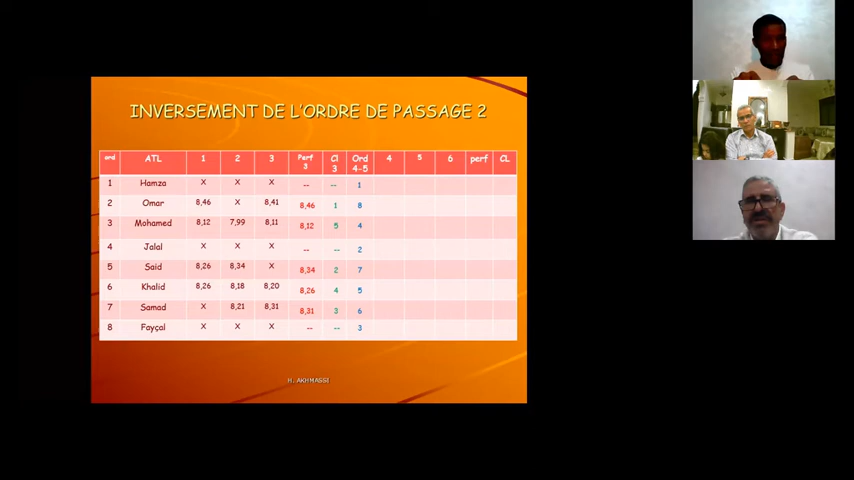 INVERSEMENT DE L'ORDRE DE PASSAGE 2
ord ATL 1 2 3 Perf 3 Cl 3 Ord 4-5 4 5 6 perf CL
1 Hamza X X X -- -- 1
2 Omar 8,46 X 8,41 8,46 1 8
3 Mohamed 8,12 7,99 8,11 8,12 5 4
4 Jalal X X X -- -- 2
5 Said 8,26 8,34 X 8,34 2 7
6 Khalid 8,26 8,18 8,20 8,26 4 5
7 Samad X 8,21 8,31 8,31 3 6
8 Fayçal X X X -- -- 3
H. AKHMASSI